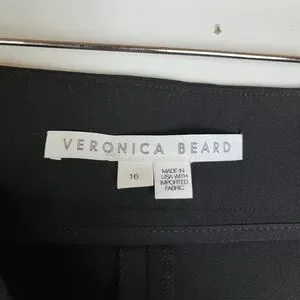 VERONICA BEARD
16
MADE IN
USA WITH
IMPORTED
FABRIC